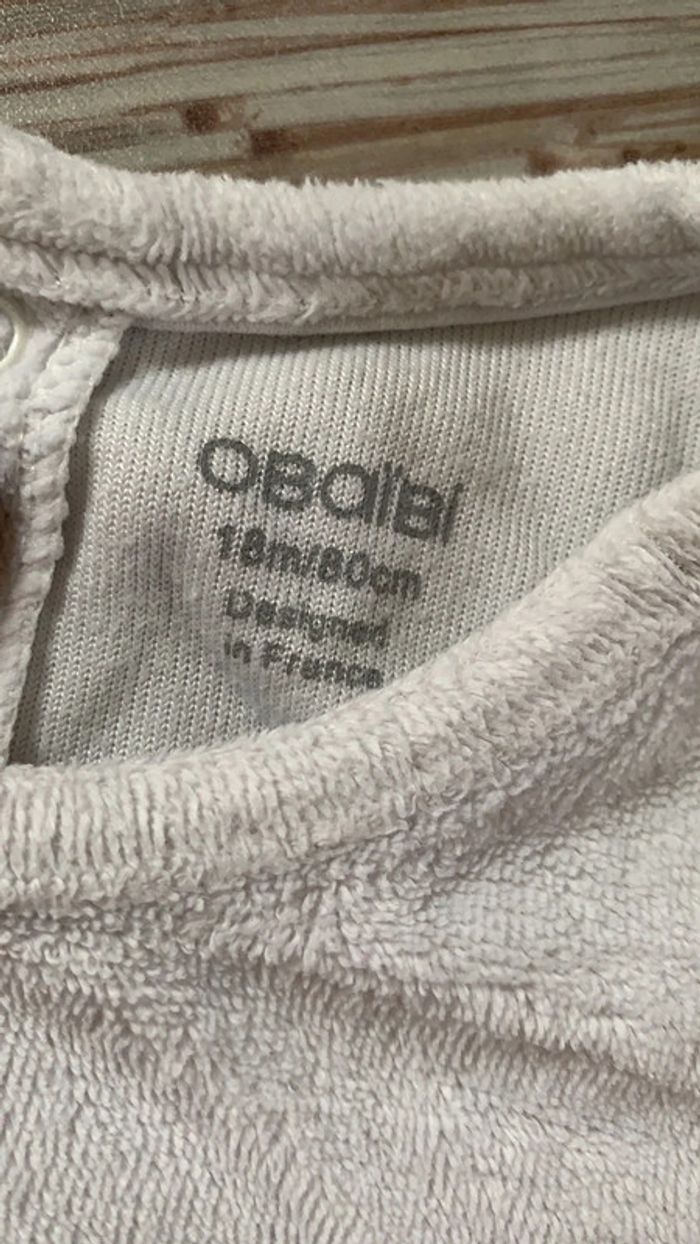 OBaïBi
18m/80cm
Designed
in France